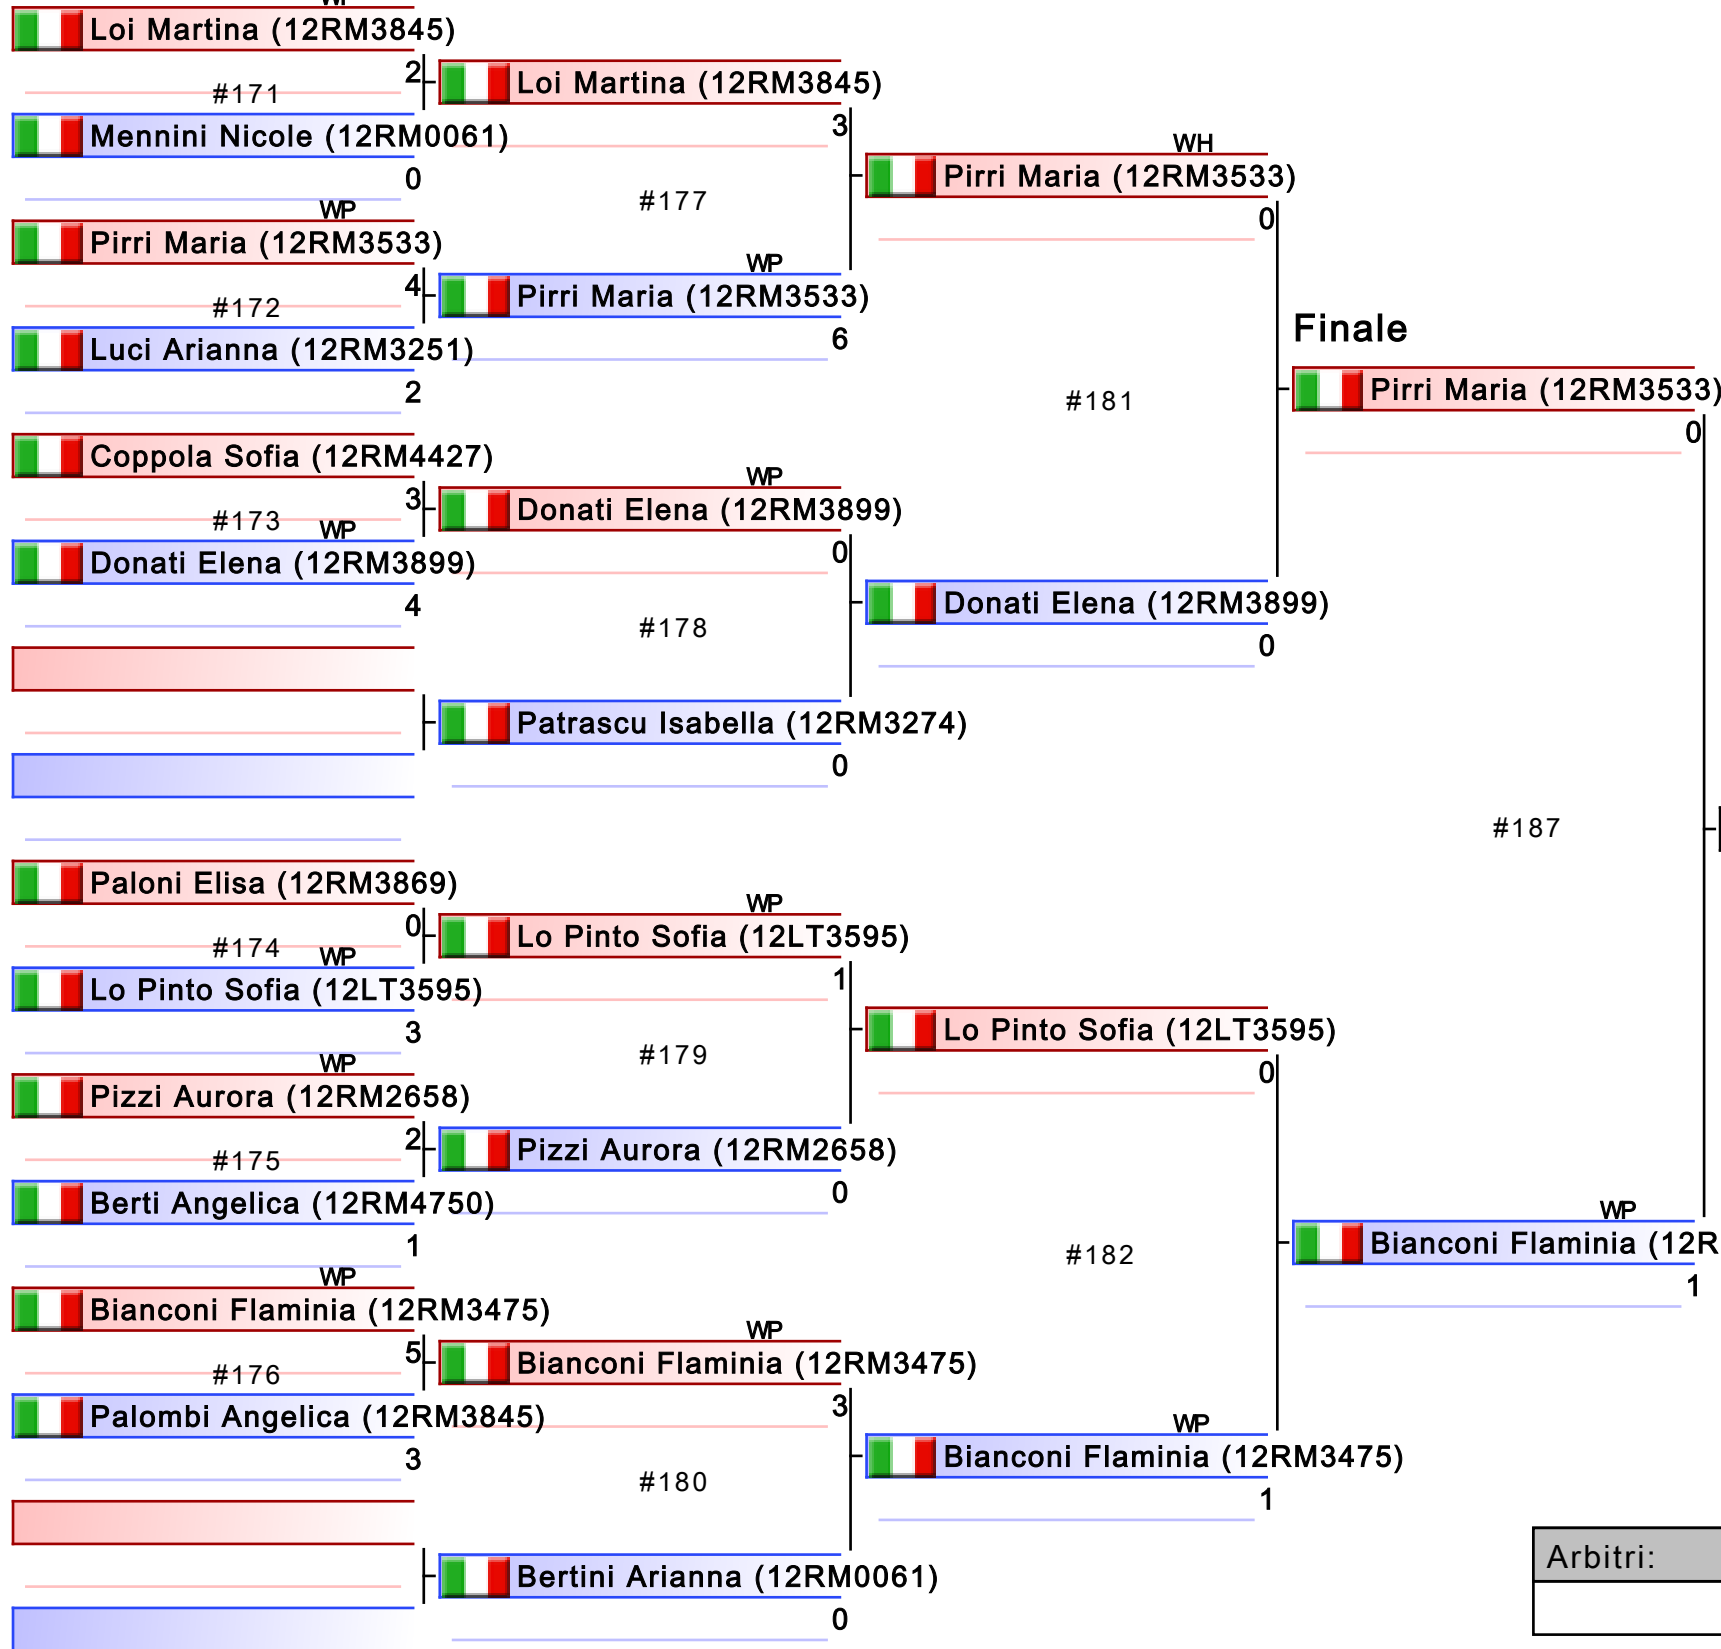 WP
Loi Martina (12RM3845)
2
#171
Mennini Nicole (12RM0061)
0
WP
Pirri Maria (12RM3533)
4
#172
Luci Arianna (12RM3251)
2
Coppola Sofia (12RM4427)
3
#173
WP
Donati Elena (12RM3899)
4
Paloni Elisa (12RM3869)
0
#174
WP
Lo Pinto Sofia (12LT3595)
3
WP
Pizzi Aurora (12RM2658)
2
#175
Berti Angelica (12RM4750)
1
WP
Bianconi Flaminia (12RM3475)
5
#176
Palombi Angelica (12RM3845)
3
Loi Martina (12RM3845)
3
#177
WP
Pirri Maria (12RM3533)
6
WP
Donati Elena (12RM3899)
0
#178
Patrascu Isabella (12RM3274)
0
WP
Lo Pinto Sofia (12LT3595)
1
#179
Pizzi Aurora (12RM2658)
0
WP
Bianconi Flaminia (12RM3475)
3
#180
Bertini Arianna (12RM0061)
0
WH
Pirri Maria (12RM3533)
0
#181
Donati Elena (12RM3899)
0
Lo Pinto Sofia (12LT3595)
0
#182
WP
Bianconi Flaminia (12RM3475)
1
Finale
Pirri Maria (12RM3533)
0
#187
WP
Bianconi Flaminia (12R
1
Arbitri: